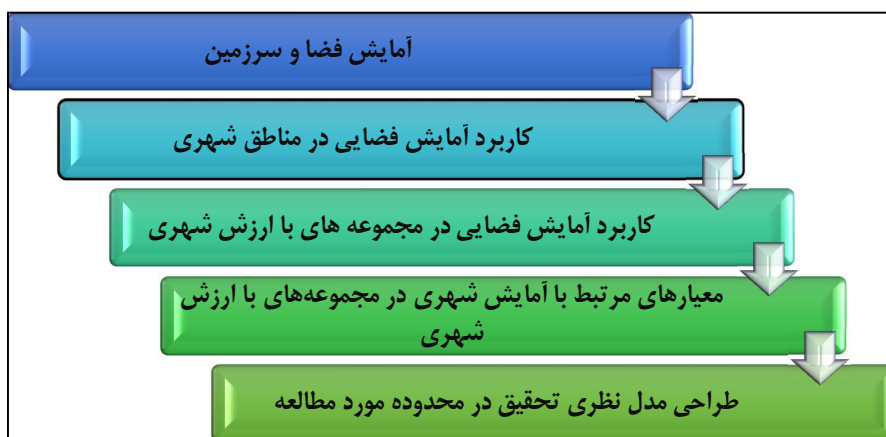 آمایش فضا و سرزمین
کاربرد آمایش فضایی در مناطق شهری
کاربرد آمایش فضایی در مجموعه های با ارزش شهری
معیارهای مرتبط با آمایش شهری در مجموعه‌های با ارزش
شهری
طراحی مدل نظری تحقیق در محدوده مورد مطالعه